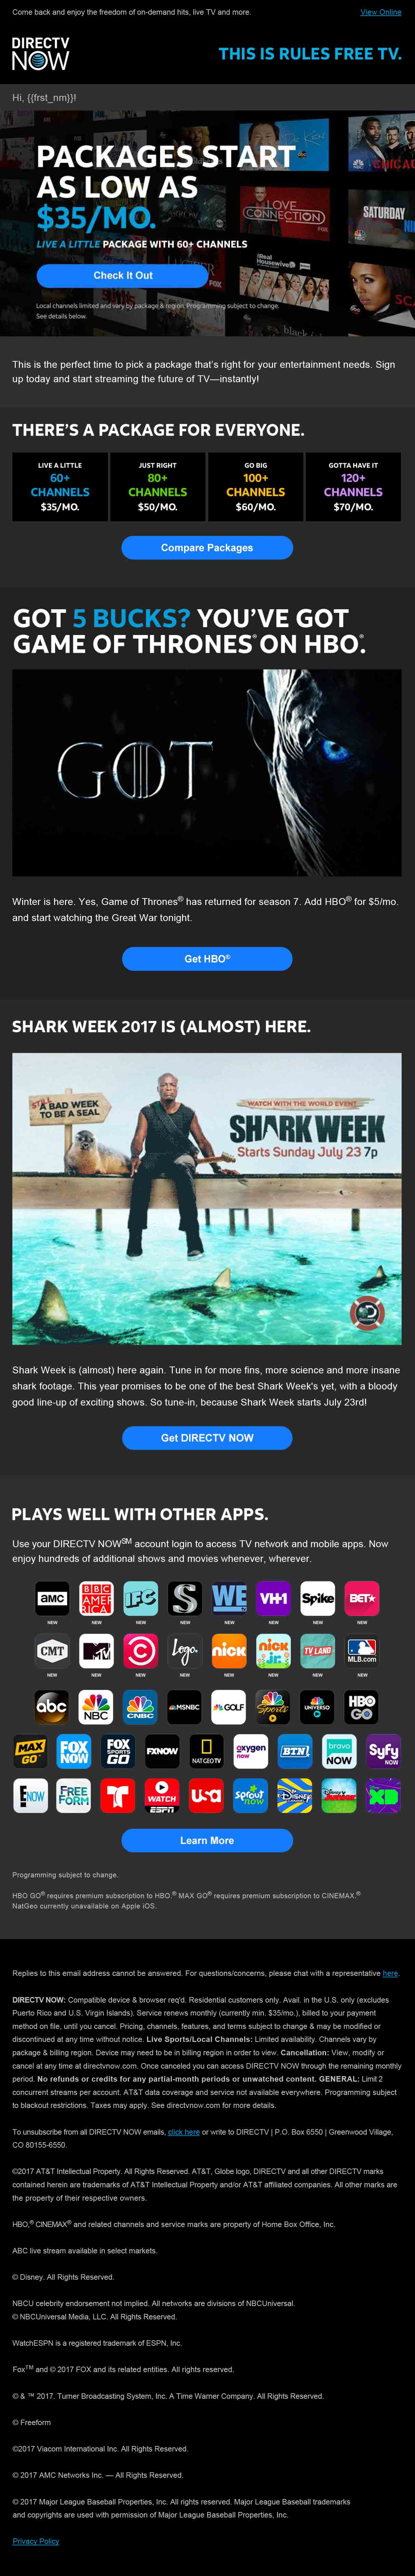 Come back and enjoy the freedom of on-demand hits, live TV and more.
View Online
DIRECTV
NOW
THIS IS RULES FREE TV.
Hi, {{frst_nm}}!
PACKAGES START
AS LOW AS
$35/MO.
LIVE A LITTLE PACKAGE WITH 60+ CHANNELS
Check It Out
Local channels limited and vary by package & region. Programming subject to change.
See details below.
NBC
CHICAG
LOVE
CONNECTION
FOX
SATURDAY
NI
The Real
Housewives
FOX
SCA
black
This is the perfect time to pick a package that's right for your entertainment needs. Sign
up today and start streaming the future of TV—instantly!
THERE'S A PACKAGE FOR EVERYONE.
LIVE A LITTLE
60+
CHANNELS
$35/MO.
JUST RIGHT
80+
CHANNELS
$50/MO.
GO BIG
100+
CHANNELS
$60/MO.
GOTTA HAVE IT
120+
CHANNELS
$70/MO.
Compare Packages
GOT 5 BUCKS? YOU'VE GOT
GAME OF THRONES® ON HBO.®
GOT
Winter is here. Yes, Game of Thrones® has returned for season 7. Add HBO® for $5/mo.
and start watching the Great War tonight.
Get HBO®
SHARK WEEK 2017 IS (ALMOST) HERE.
STILL
A BAD WEEK
TO BE A SEAL
WATCH WITH THE WORLD EVENT
SHARK WEEK
Starts Sunday July 23 7p
Shark Week is (almost) here again. Tune in for more fins, more science and more insane
shark footage. This year promises to be one of the best Shark Week's yet, with a bloody
good line-up of exciting shows. So tune-in, because Shark Week starts July 23rd!
Get DIRECTV NOW
PLAYS WELL WITH OTHER APPS.
Use your DIRECTV NOW℠ account login to access TV network and mobile apps. Now
enjoy hundreds of additional shows and movies whenever, wherever.
aMC BBC AMERICA IFC S WE tv VH1 Spike BET★
NEW NEW NEW NEW NEW NEW NEW NEW
CMT MTV C Logo. nick nick jr. TV LAND MLB.com
NEW NEW NEW NEW NEW NEW NEW NEW
abc NBC CNBC MSNBC GOLF Sports UNIVERSO HBO GO
MAX GO FOX NOW FOX SPORTS GO FXNOW NAT GEO TV oxygen now BTN bravo NOW Syfy NOW
E NOW FREE FORM T WATCH ESPN usa sprout now Disney Disney Junior XD
Learn More
Programming subject to change.
HBO GO® requires premium subscription to HBO.® MAX GO® requires premium subscription to CINEMAX.®
NatGeo currently unavailable on Apple iOS.
Replies to this email address cannot be answered. For questions/concerns, please chat with a representative here.
DIRECTV NOW: Compatible device & browser req'd. Residential customers only. Avail. in the U.S. only (excludes
Puerto Rico and U.S. Virgin Islands). Service renews monthly (currently min. $35/mo.), billed to your payment
method on file, until you cancel. Pricing, channels, features, and terms subject to change & may be modified or
discontinued at any time without notice. Live Sports/Local Channels: Limited availability. Channels vary by
package & billing region. Device may need to be in billing region in order to view. Cancellation: View, modify or
cancel at any time at directvnow.com. Once canceled you can access DIRECTV NOW through the remaining monthly
period. No refunds or credits for any partial-month periods or unwatched content. GENERAL: Limit 2
concurrent streams per account. AT&T data coverage and service not available everywhere. Programming subject
to blackout restrictions. Taxes may apply. See directvnow.com for more details.
To unsubscribe from all DIRECTV NOW emails, click here or write to DIRECTV | P.O. Box 6550 | Greenwood Village,
CO 80155-6550.
©2017 AT&T Intellectual Property. All Rights Reserved. AT&T, Globe logo, DIRECTV and all other DIRECTV marks
contained herein are trademarks of AT&T Intellectual Property and/or AT&T affiliated companies. All other marks are
the property of their respective owners.
HBO,® CINEMAX® and related channels and service marks are property of Home Box Office, Inc.
ABC live stream available in select markets.
© Disney. All Rights Reserved.
NBCU celebrity endorsement not implied. All networks are divisions of NBCUniversal.
© NBCUniversal Media, LLC. All Rights Reserved.
WatchESPN is a registered trademark of ESPN, Inc.
Fox™ and © 2017 FOX and its related entities. All rights reserved.
© & ™ 2017. Turner Broadcasting System, Inc. A Time Warner Company. All Rights Reserved.
© Freeform
©2017 Viacom International Inc. All Rights Reserved.
© 2017 AMC Networks Inc. — All Rights Reserved.
© 2017 Major League Baseball Properties, Inc. All rights reserved. Major League Baseball trademarks
and copyrights are used with permission of Major League Baseball Properties, Inc.
Privacy Policy